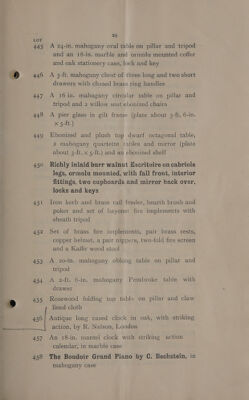 28
LOT
445 A 24-in. mahogany oval table on pillar and tripod
and an 18-in. marble and ormolu mounted coffer
and oak stationery case, lock and key
446 A 3-ft. mahogany chest of three long and two short
drawers with chased brass ring handles
447 A 16-in. mahogany circular table on pillar and
tripod and 2 willow seat ebonized chairs
448 A pier glass in gilt frame (plate about 3-ft. 6-in.
× 5-ft.)
449 Ebonized and plush top dwarf octagonal table,
2 mahogany quartette tables and mirror (plate
about 3-ft. × 5-ft.) and an ebonized shelf
450 Richly inlaid burr walnut Escritoire on cabriole
legs, ormolu mounted, with fall front, interior
fittings, two cupboards and mirror back over,
locks and keys
451 Iron kerb and brass rail fender, hearth brush and
poker and set of bayonet fire implements with
sheath tripod
452 Set of brass fire implements, pair brass rests,
copper helmet, a pair nippers, two-fold fire screen
and a Kaffir wood stool
453 A 20-in. mahogany oblong table on pillar and
tripod
454 A 2-ft. 6-in. mahogany Pembroke table with
drawer
455 Rosewood folding top table on pillar and claw
lined cloth
456 Antique long cased clock in oak, with striking
action, by R. Nelson, London
457 An 18-in. mantel clock with striking action
calendar, in marble case
458 The Boudoir Grand Piano by C. Bechstein, in
mahogany case